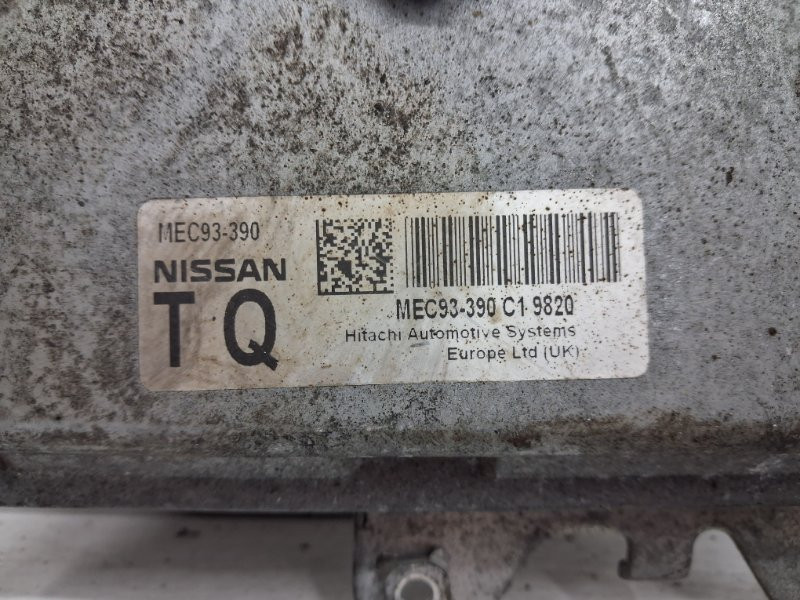 MEC93-390
NISSAN
TQ
MEC93-390 C1 9820
Hitachi Automotive Systems
Europe Ltd (UK)